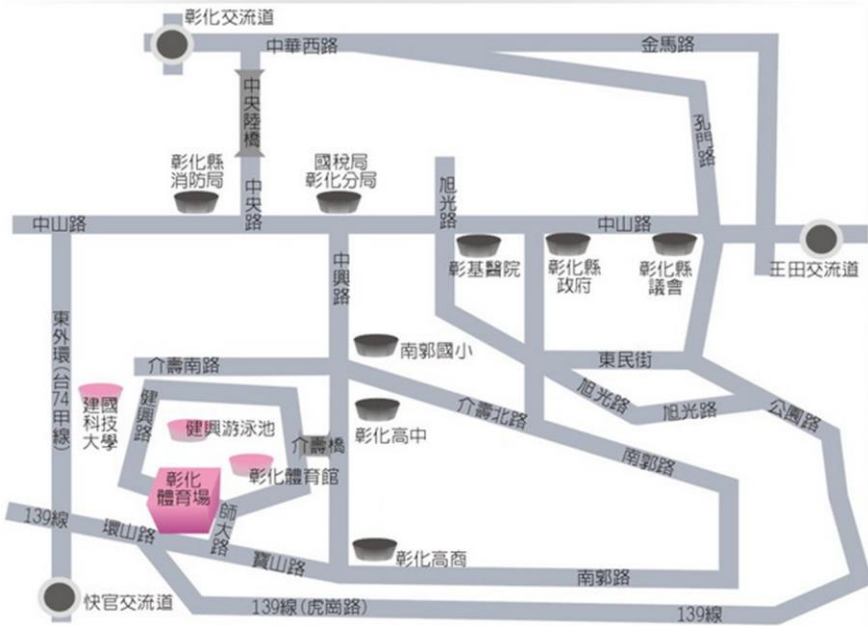 彰化交流道
中華西路
金馬路
中央陸橋
孔門路
彰化縣
消防局
國稅局
彰化分局
中央路
旭光路
中山路
中山路
彰基醫院
彰化縣
政府
彰化縣
議會
王田交流道
中興路
東外環(台74甲線)
南郭國小
介壽南路
東民街
建國
科技
大學
健興路
健興游泳池
介壽橋
彰化高中
介壽北路
旭光路
旭光路
公園路
彰化
體育場
彰化體育館
南郭路
師大路
139線
環山路
寶山路
彰化高商
南郭路
快官交流道
139線(虎崗路)
139線